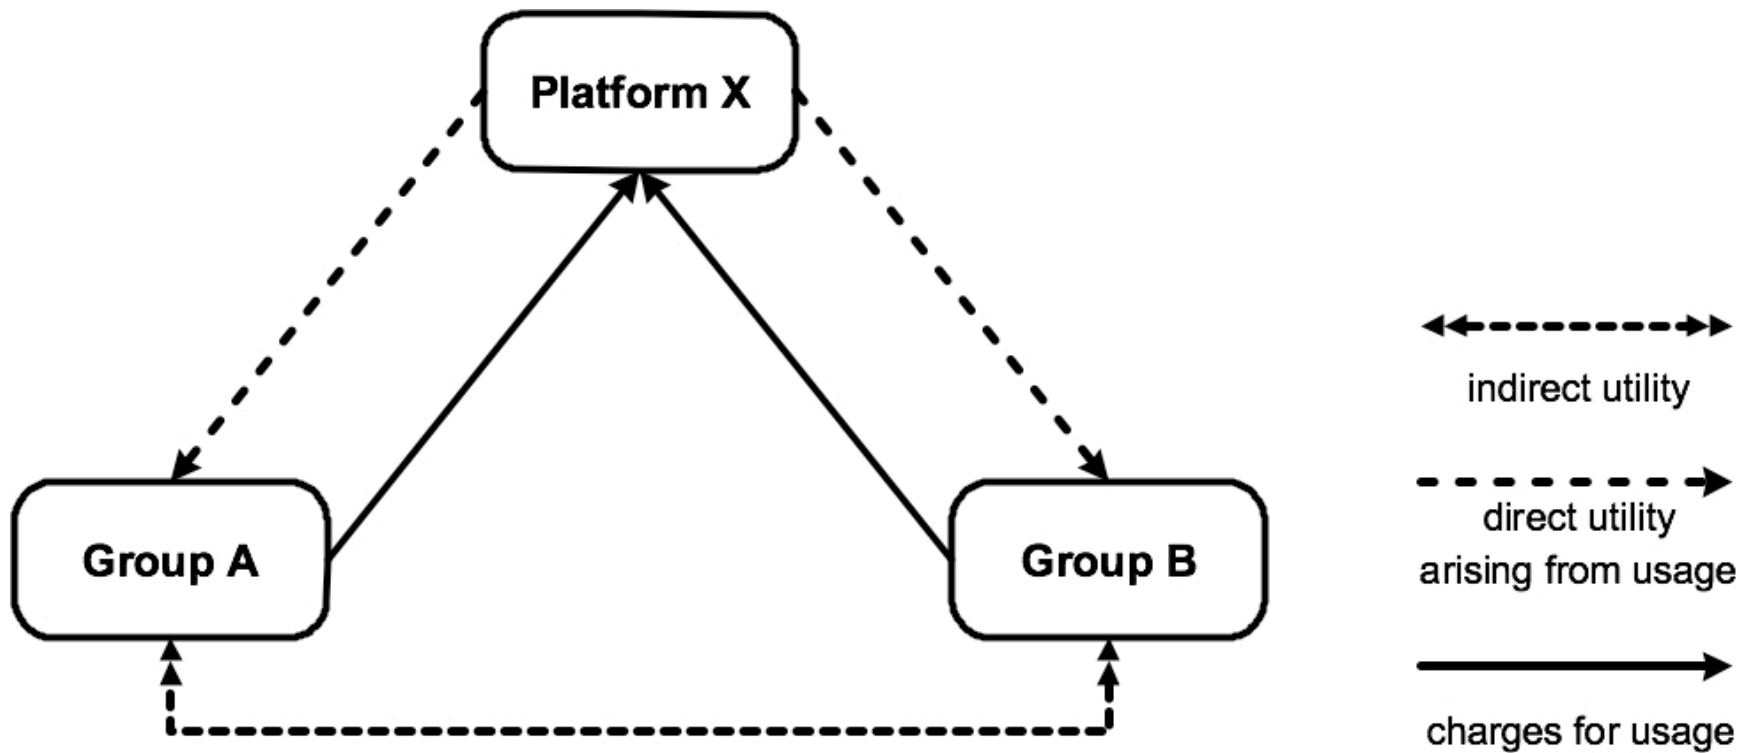 Platform X
Group A
Group B
indirect utility
direct utility
arising from usage
charges for usage